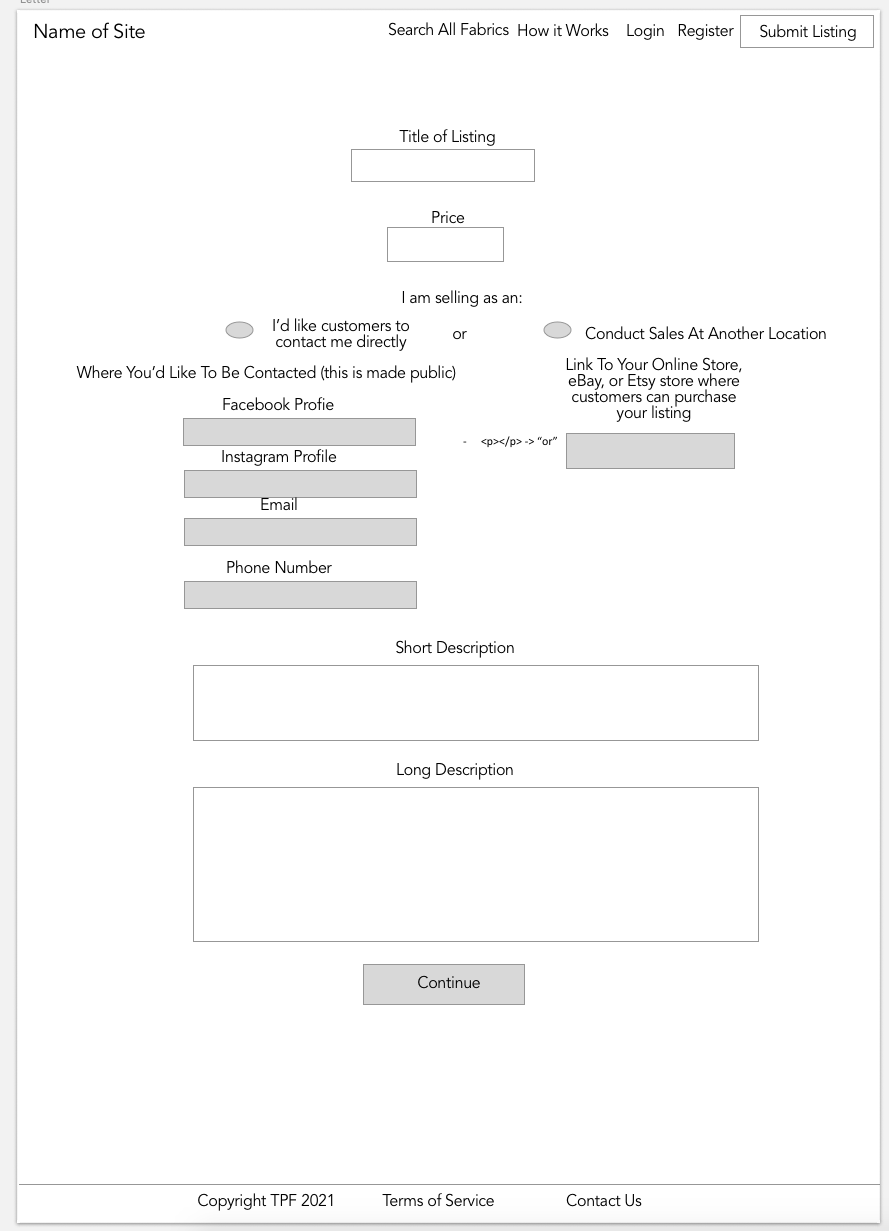 Letter
Name of Site
Search All Fabrics How it Works Login Register Submit Listing
Title of Listing
Price
I am selling as an:
I'd like customers to
contact me directly
or
Conduct Sales At Another Location
Where You'd Like To Be Contacted (this is made public)
Link To Your Online Store,
eBay, or Etsy store where
customers can purchase
your listing
Facebook Profie
- <p></p> -> "or"
Instagram Profile
Email
Phone Number
Short Description
Long Description
Continue
Copyright TPF 2021 Terms of Service Contact Us